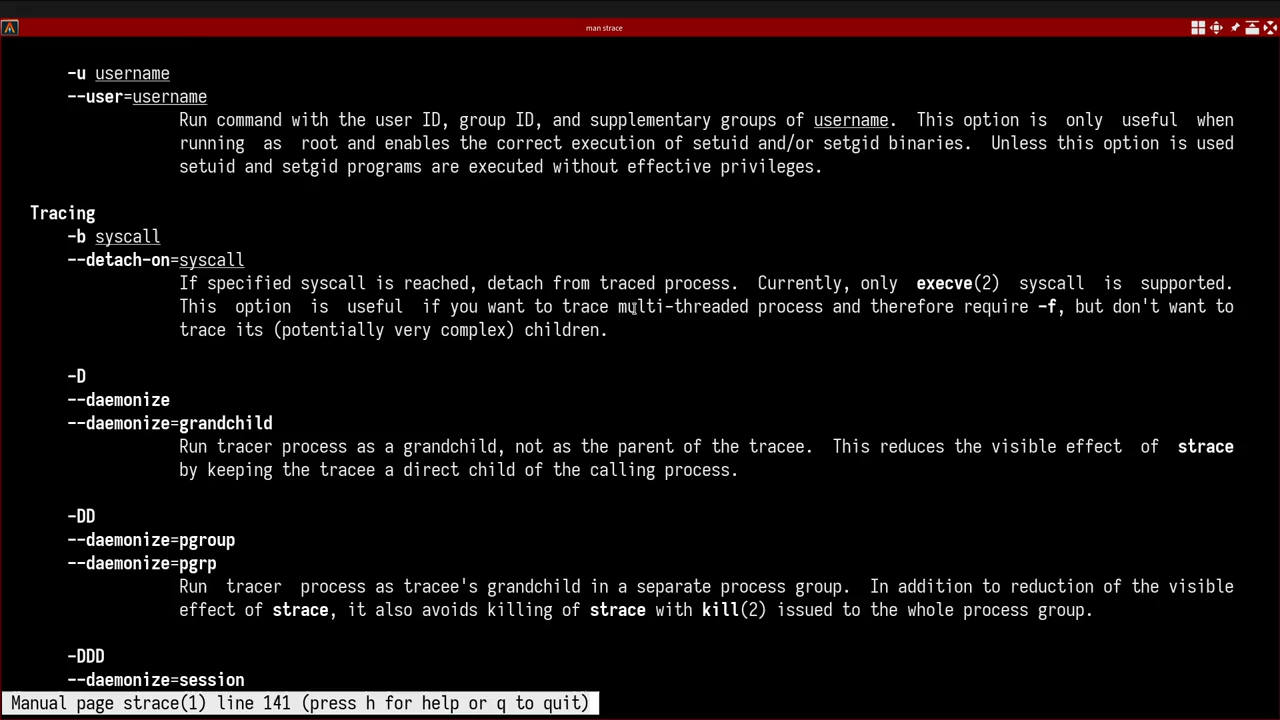 man strace
-u username
--user=username
Run command with the user ID, group ID, and supplementary groups of username.  This option is  only  useful  when
running  as  root and enables the correct execution of setuid and/or setgid binaries.  Unless this option is used
setuid and setgid programs are executed without effective privileges.
Tracing
-b syscall
--detach-on=syscall
If specified syscall is reached, detach from traced process.  Currently, only  execve(2)  syscall  is  supported.
This  option  is  useful  if you want to trace multi-threaded process and therefore require -f, but don't want to
trace its (potentially very complex) children.
-D
--daemonize
--daemonize=grandchild
Run tracer process as a grandchild, not as the parent of the tracee.  This reduces the visible effect  of  strace
by keeping the tracee a direct child of the calling process.
-DD
--daemonize=pgroup
--daemonize=pgrp
Run  tracer  process as tracee's grandchild in a separate process group.  In addition to reduction of the visible
effect of strace, it also avoids killing of strace with kill(2) issued to the whole process group.
-DDD
--daemonize=session
Manual page strace(1) line 141 (press h for help or q to quit)